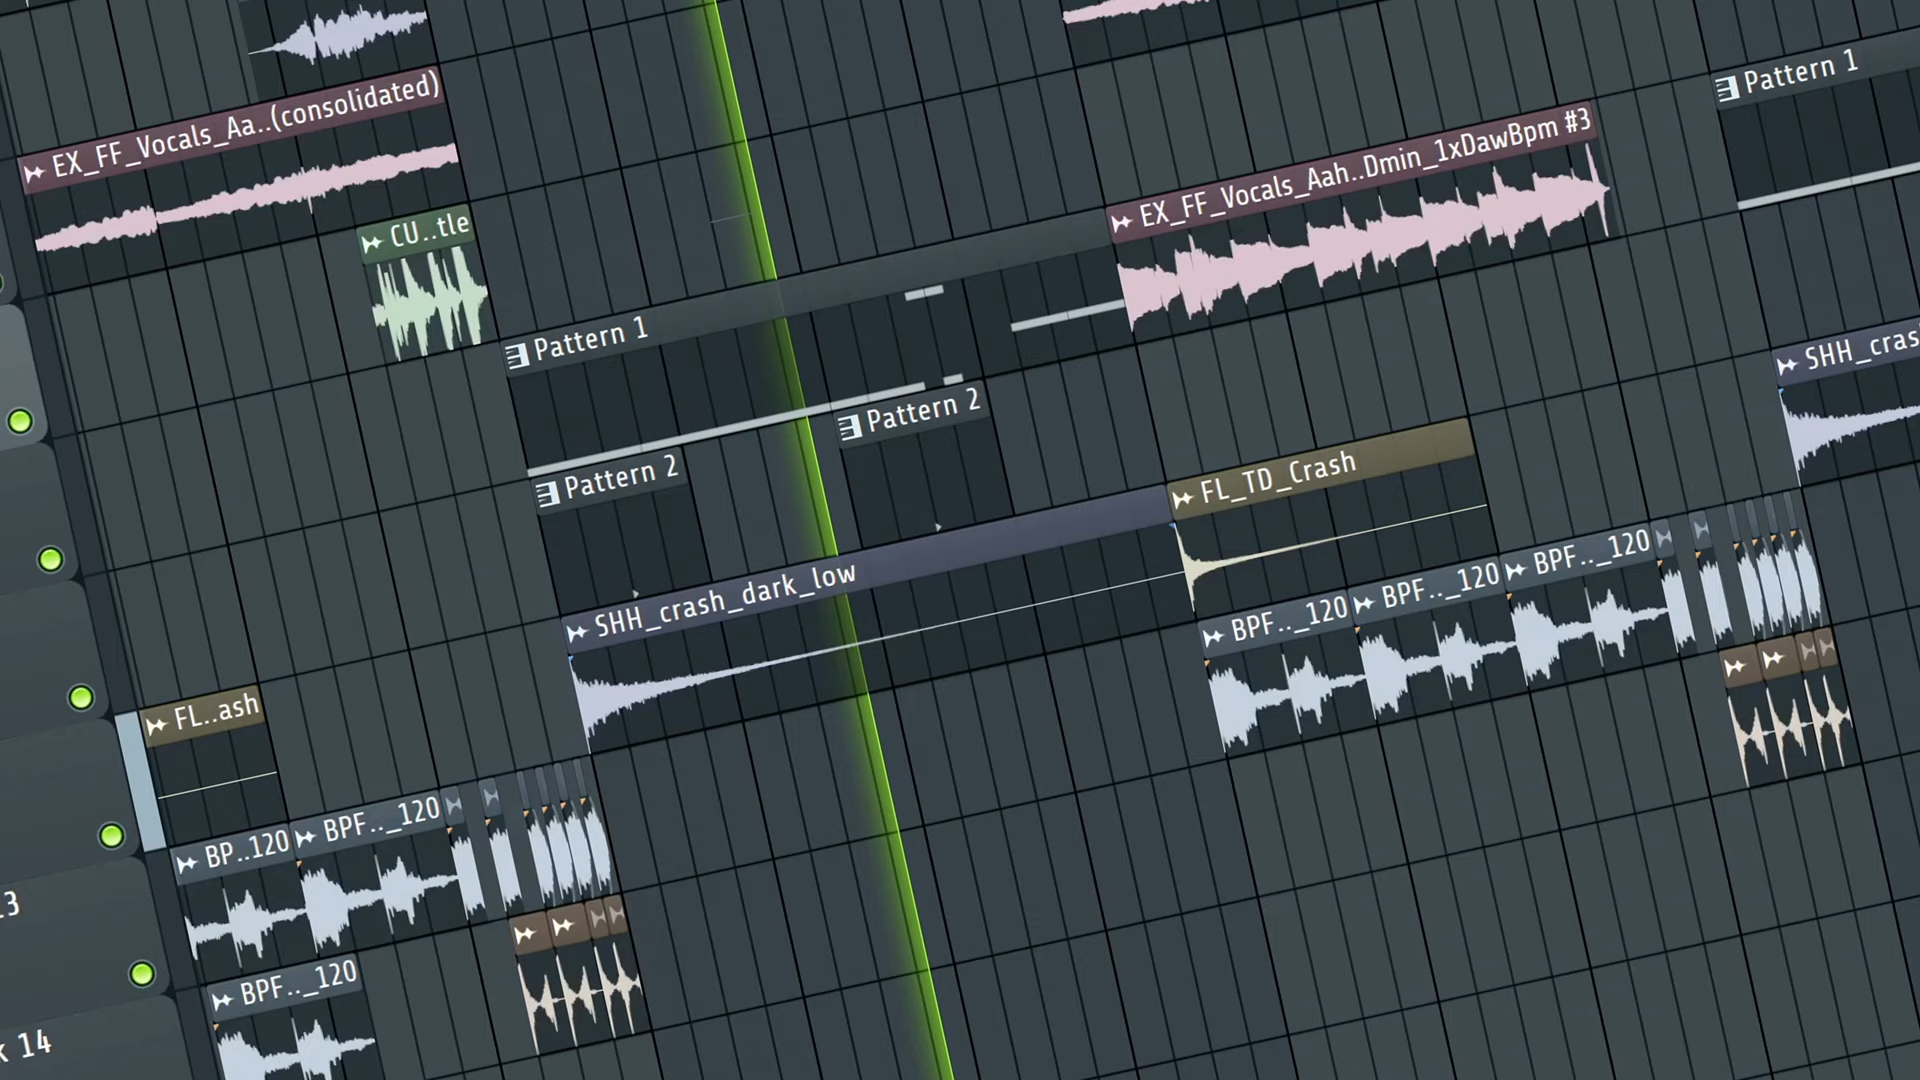 EX_FF_Vocals_Aa..(consolidated)
Pattern 1
EX_FF_Vocals_Aah..Dmin_1xDawBpm #3
CU..tle
Pattern 1
Pattern 2
SHH_cras
Pattern 2
FL_TD_Crash
SHH_crash_dark_low
BPF.._120
BPF.._120
BPF.._120
FL..ash
BP..120
BPF.._120
3
BPF.._120
k 14